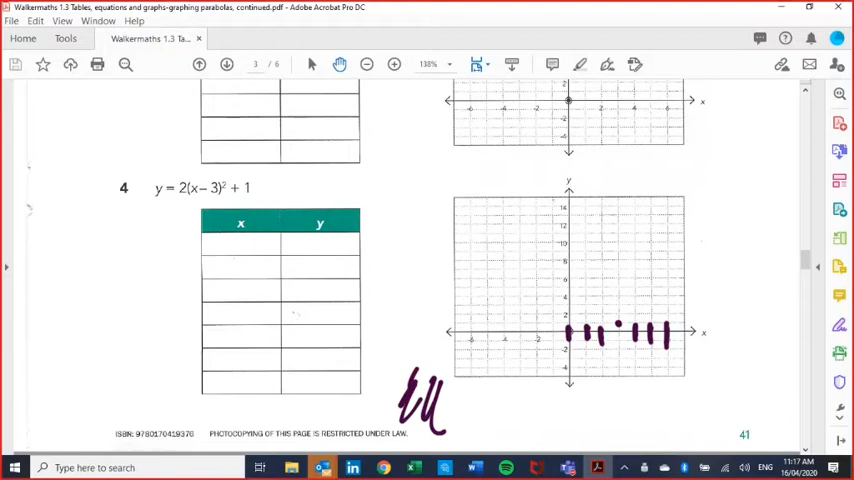 Walkermaths 1.3 Tables, equations and graphs-graphing parabolas, continued.pdf - Adobe Acrobat Pro DC
File Edit View Window Help
Home Tools Walkermaths 1.3 Ta... ×
3 / 6 138%
2 x
-6 -4 -2 2 4 6
-2
-4
4 y = 2(x – 3)² + 1
y
x y
14
12
10
8
6
4
2
x
-6 -4 -2
-2
-4
ISBN: 9780170419376 PHOTOCOPYING OF THIS PAGE IS RESTRICTED UNDER LAW. 41
Type here to search
ENG
11:17 AM
16/04/2020